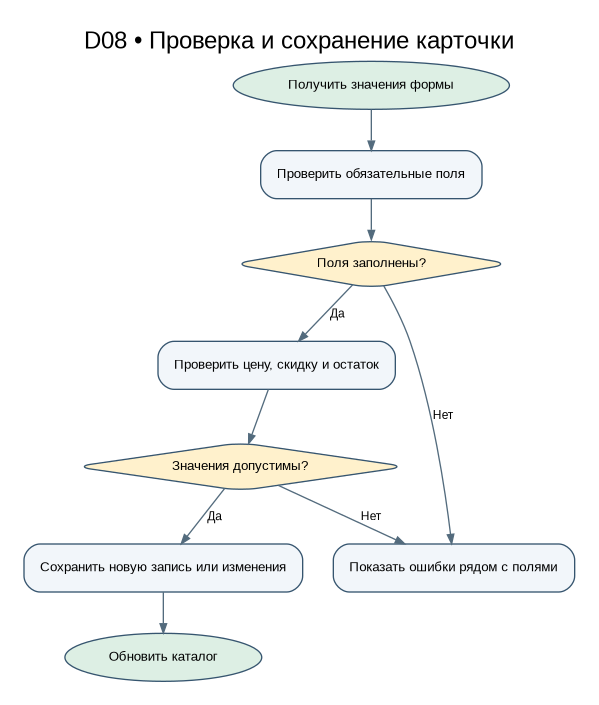 D08 • Проверка и сохранение карточки
Получить значения формы
Проверить обязательные поля
Поля заполнены?
Да
Проверить цену, скидку и остаток
Нет
Значения допустимы?
Да
Нет
Сохранить новую запись или изменения
Показать ошибки рядом с полями
Обновить каталог